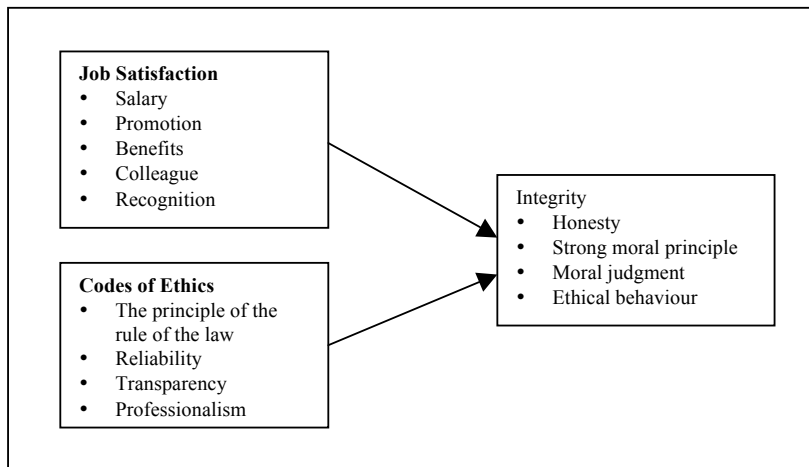 Job Satisfaction
• Salary
• Promotion
• Benefits
• Colleague
• Recognition
Codes of Ethics
• The principle of the
rule of the law
• Reliability
• Transparency
• Professionalism
Integrity
• Honesty
• Strong moral principle
• Moral judgment
• Ethical behaviour